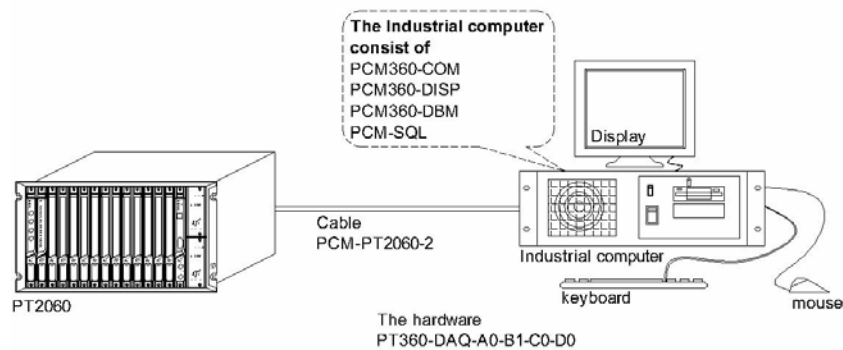 The Industrial computer
consist of
PCM360-COM
PCM360-DISP
PCM360-DBM
PCM-SQL
Display
Cable
PCM-PT2060-2
Industrial computer
PT2060
keyboard
mouse
The hardware
PT360-DAQ-A0-B1-C0-D0